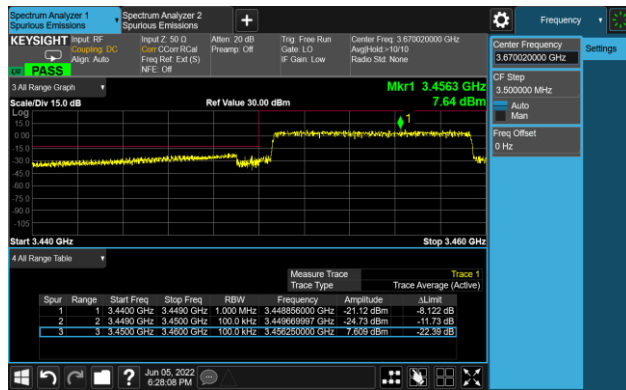 Spectrum Analyzer 1
Spurious Emissions
Spectrum Analyzer 2
Spurious Emissions
Frequency
KEYSIGHT
Input: RF
Coupling: DC
Align: Auto
Input Z: 50 Ω
Corr CCorr RCal
Freq Ref: Ext (S)
NFE: Off
Atten: 20 dB
Preamp: Off
Trig: Free Run
Gate: LO
IF Gain: Low
Center Freq: 3.670020000 GHz
Avg|Hold:>10/10
Radio Std: None
PASS
Center Frequency
3.670020000 GHz
Settings
CF Step
3.500000 MHz
Auto
Man
Freq Offset
0 Hz
3 All Range Graph
Scale/Div 15.0 dB
Ref Value 30.00 dBm
Mkr1 3.4563 GHz
7.64 dBm
Log
15.0
0.00
-15.0
-30.0
-45.0
-60.0
-75.0
-90.0
-105
1
Start 3.440 GHz
Stop 3.460 GHz
4 All Range Table
Measure Trace Trace 1
Trace Type Trace Average (Active)
Spur Range Start Freq Stop Freq RBW Frequency Amplitude ΔLimit
1 1 3.4400 GHz 3.4490 GHz 1.000 MHz 3.448856000 GHz -21.12 dBm -8.122 dB
2 2 3.4490 GHz 3.4500 GHz 100.0 kHz 3.449669997 GHz -24.73 dBm -11.73 dB
3 3 3.4500 GHz 3.4600 GHz 100.0 kHz 3.456250000 GHz 7.609 dBm -22.39 dB
Jun 05, 2022
6:28:08 PM